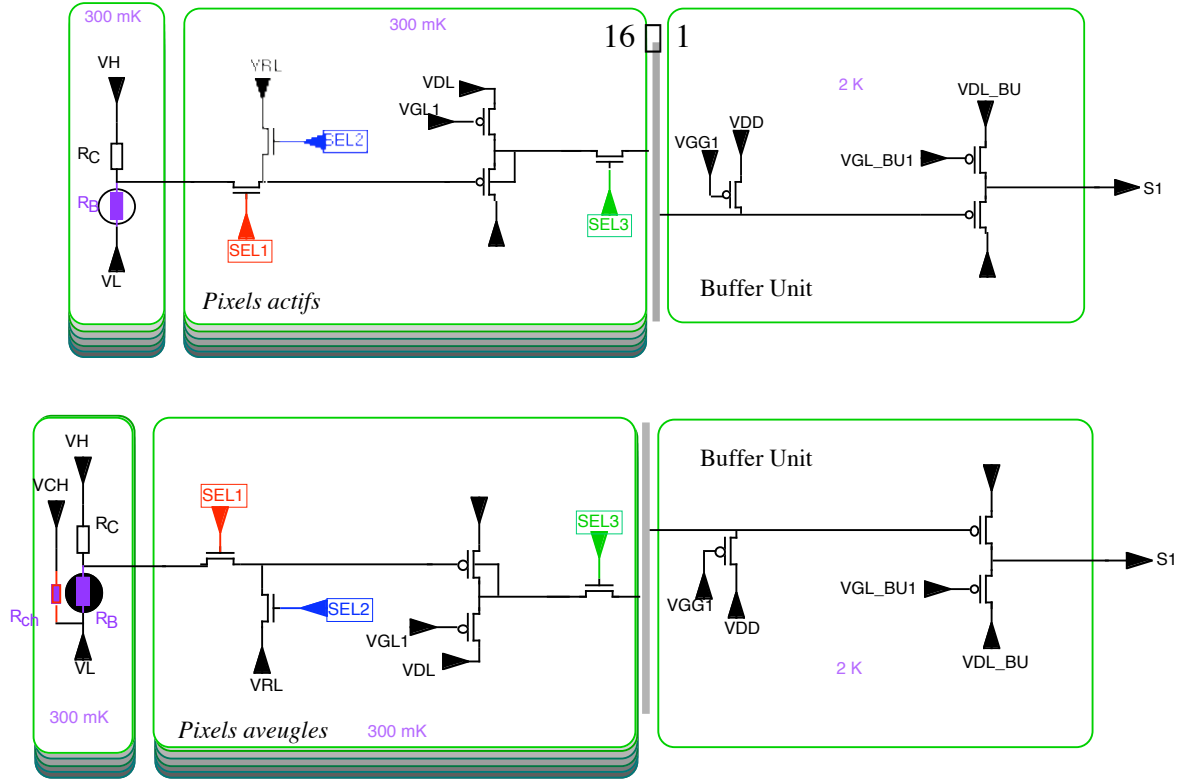 300 mK
300 mK
16 1
VH
VRL
VDL
VGL1
SEL2
2 K
VDL_BU
VDD
VGG1
VGL_BU1
RC
RB
S1
SEL1
SEL3
VL
Pixels actifs
Buffer Unit
VH
VCH
RC
SEL1
SEL3
Buffer Unit
S1
Rch
RB
SEL2
VGL1
VGG1
VGL_BU1
VDD
VL
VRL
VDL
VDL_BU
2 K
300 mK
Pixels aveugles
300 mK